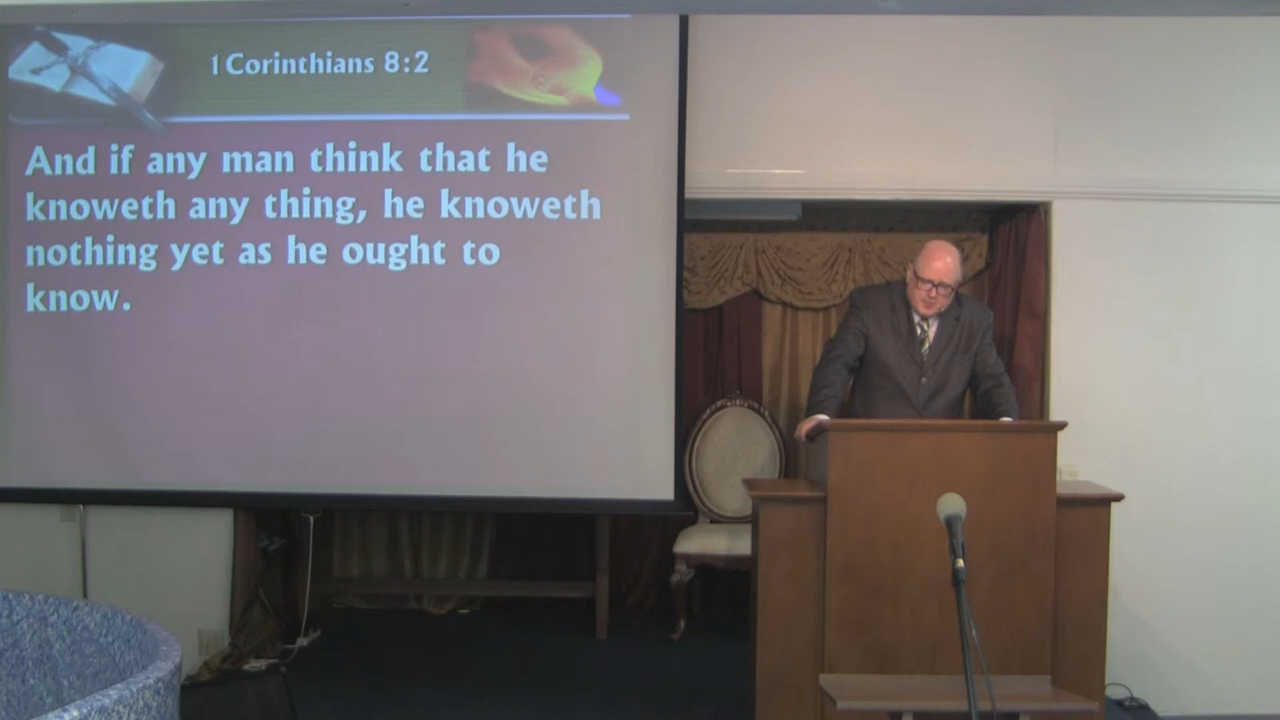 1 Corinthians 8:2
And if any man think that he
knoweth any thing, he knoweth
nothing yet as he ought to
know.